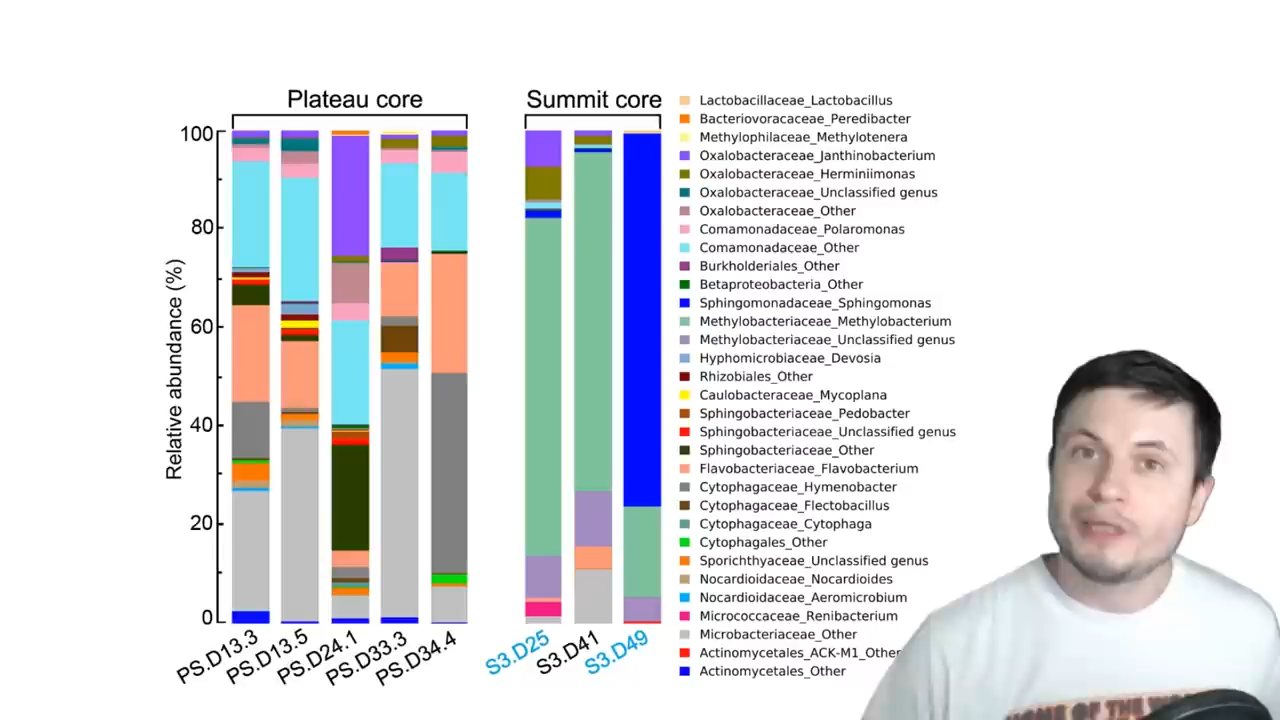 Plateau core
Summit core
Relative abundance (%)
100
80
60
40
20
0
PS.D13.3
PS.D13.5
PS.D24.1
PS.D33.3
PS.D34.4
S3.D25
S3.D41
S3.D49
Lactobacillaceae_Lactobacillus
Bacteriovoracaceae_Peredibacter
Methylophilaceae_Methylotenera
Oxalobacteraceae_Janthinobacterium
Oxalobacteraceae_Herminiimonas
Oxalobacteraceae_Unclassified genus
Oxalobacteraceae_Other
Comamonadaceae_Polaromonas
Comamonadaceae_Other
Burkholderiales_Other
Betaproteobacteria_Other
Sphingomonadaceae_Sphingomonas
Methylobacteriaceae_Methylobacterium
Methylobacteriaceae_Unclassified genus
Hyphomicrobiaceae_Devosia
Rhizobiales_Other
Caulobacteraceae_Mycoplana
Sphingobacteriaceae_Pedobacter
Sphingobacteriaceae_Unclassified genus
Sphingobacteriaceae_Other
Flavobacteriaceae_Flavobacterium
Cytophagaceae_Hymenobacter
Cytophagaceae_Flectobacillus
Cytophagaceae_Cytophaga
Cytophagales_Other
Sporichthyaceae_Unclassified genus
Nocardioidaceae_Nocardioides
Nocardioidaceae_Aeromicrobium
Micrococcaceae_Renibacterium
Microbacteriaceae_Other
Actinomycetales_ACK-M1_Other
Actinomycetales_Other
OF THE